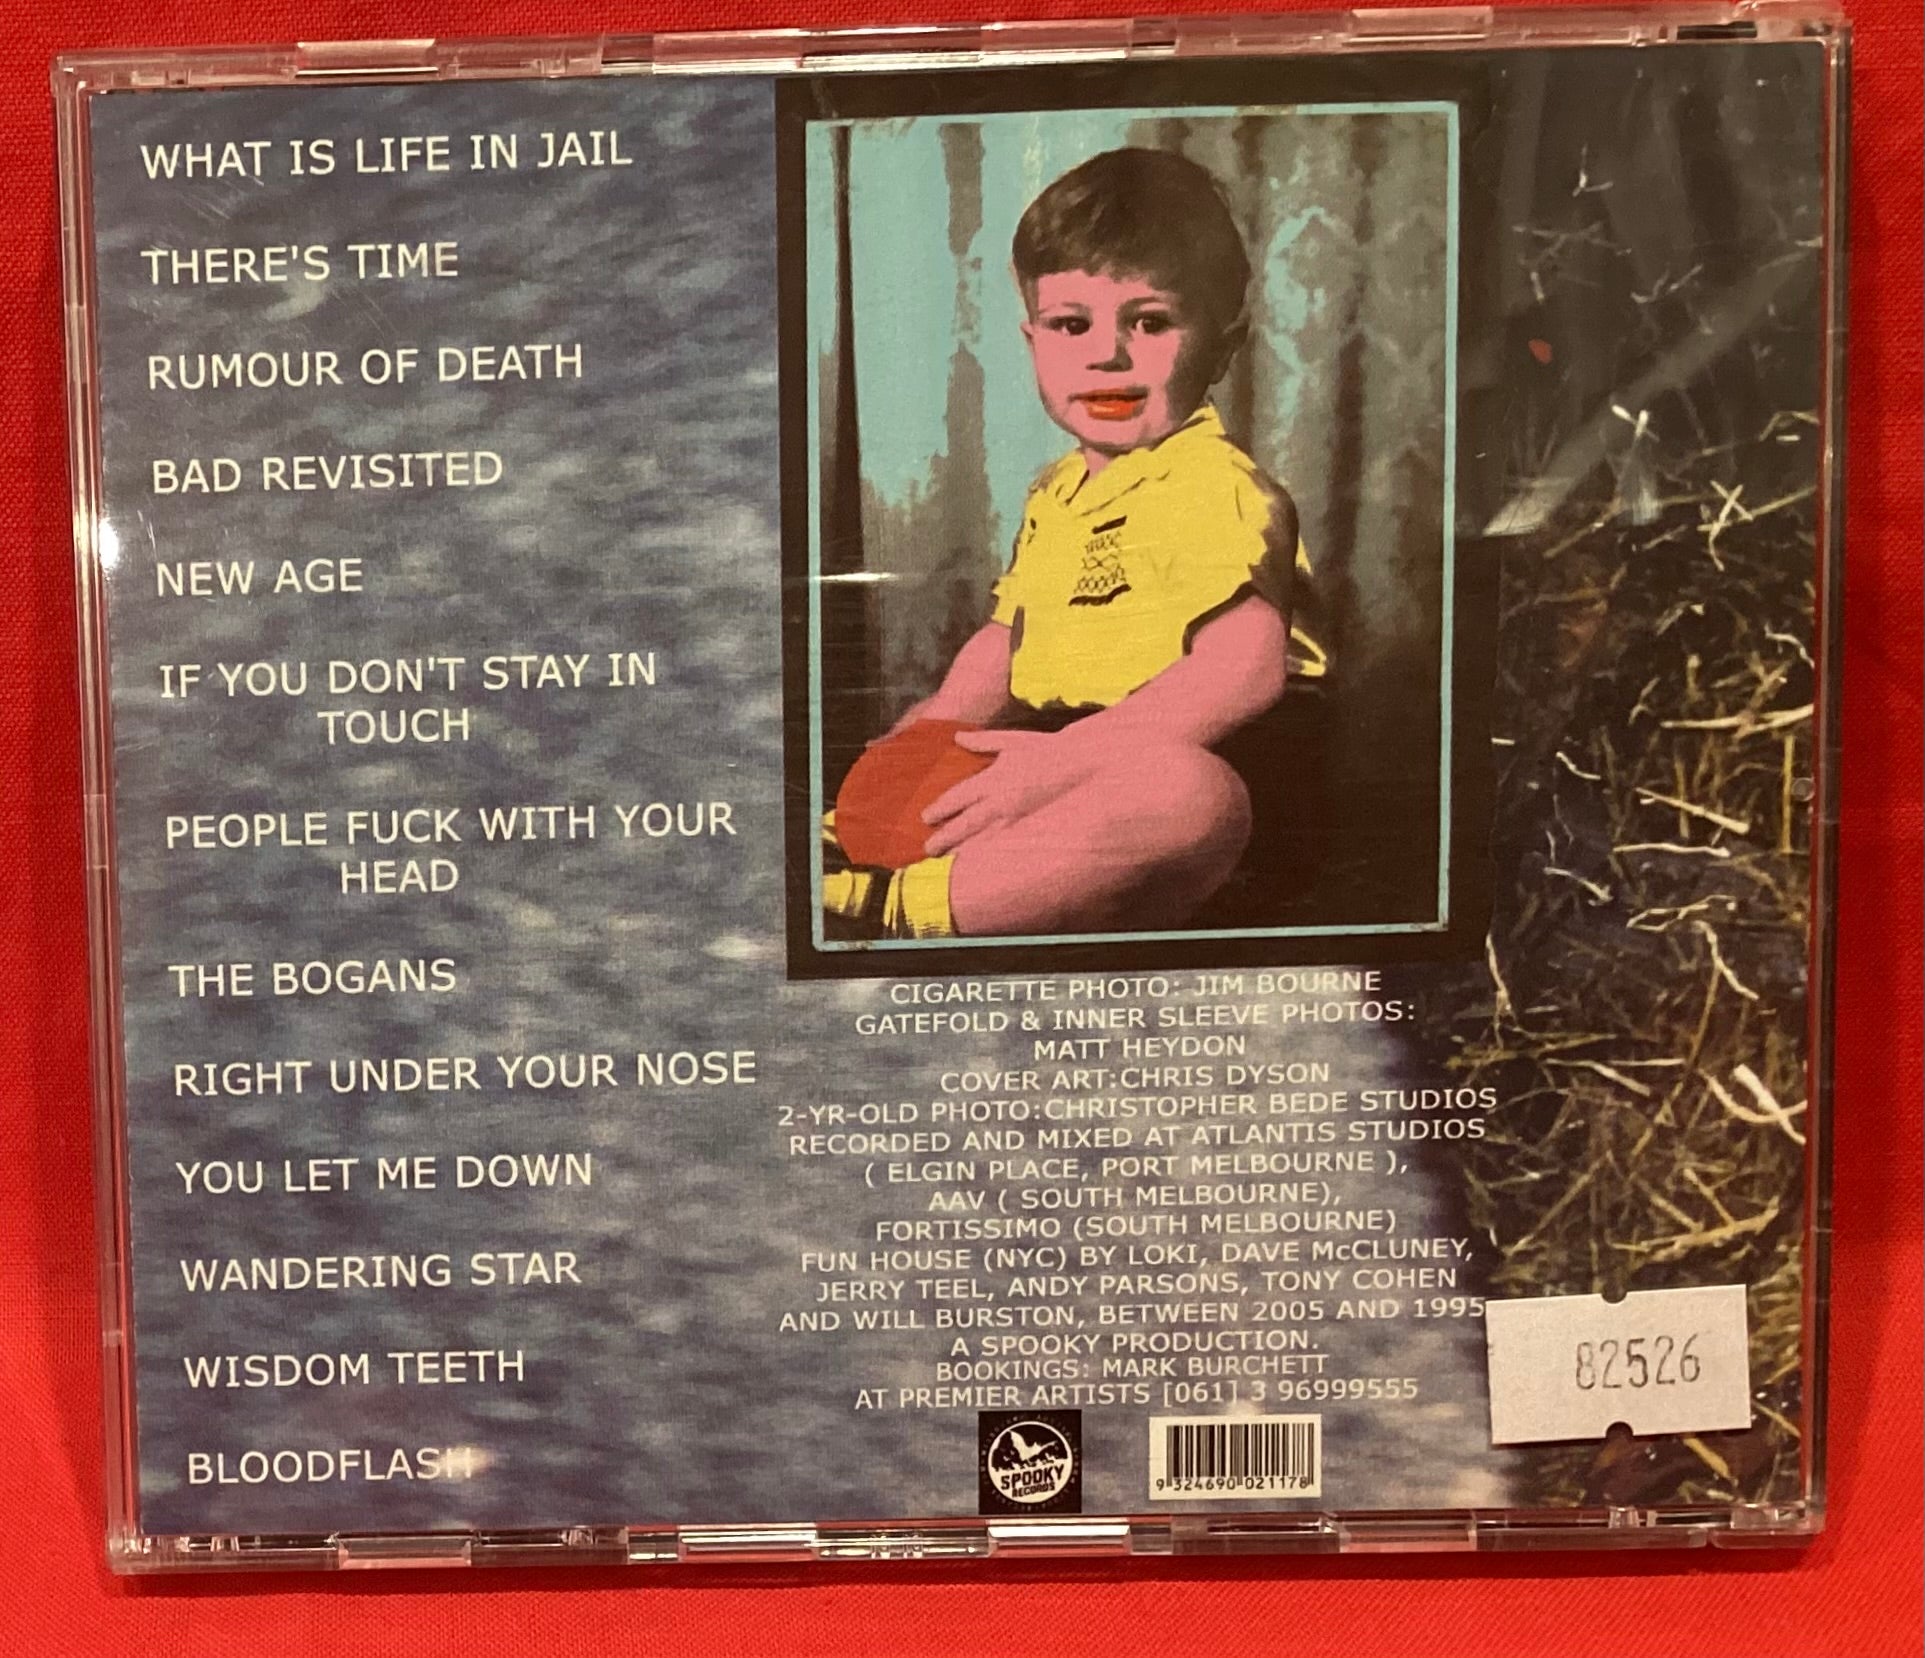 WHAT IS LIFE IN JAIL
THERE'S TIME
RUMOUR OF DEATH
BAD REVISITED
NEW AGE
IF YOU DON'T STAY IN
TOUCH
PEOPLE FUCK WITH YOUR
HEAD
THE BOGANS
RIGHT UNDER YOUR NOSE
YOU LET ME DOWN
WANDERING STAR
WISDOM TEETH
BLOODFLASH
CIGARETTE PHOTO: JIM BOURNE
GATEFOLD & INNER SLEEVE PHOTOS:
MATT HEYDON
COVER ART:CHRIS DYSON
2-YR-OLD PHOTO:CHRISTOPHER BEDE STUDIOS
RECORDED AND MIXED AT ATLANTIS STUDIOS
( ELGIN PLACE, PORT MELBOURNE ),
AAV ( SOUTH MELBOURNE),
FORTISSIMO (SOUTH MELBOURNE)
FUN HOUSE (NYC) BY LOKI, DAVE McCLUNEY,
JERRY TEEL, ANDY PARSONS, TONY COHEN
AND WILL BURSTON, BETWEEN 2005 AND 1995
A SPOOKY PRODUCTION.
BOOKINGS: MARK BURCHETT
AT PREMIER ARTISTS [061] 3 96999555
SPOOKY
RECORDS
9 324690 021178
82526